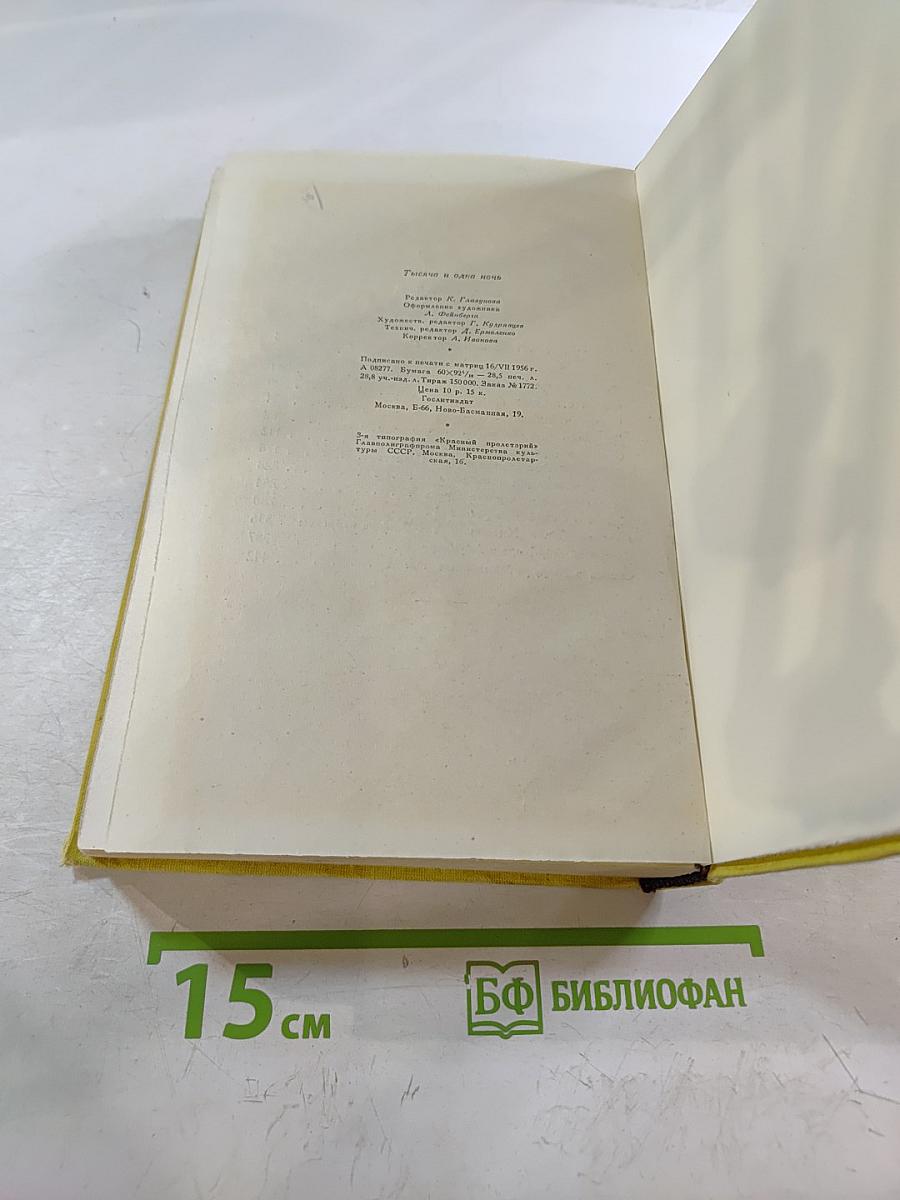 Тысяча и одна ночь
Редактор К. Глазунова
Оформление художника
А. Фейнберга
Художеств. редактор Г. Кудрявцев
Технич. редактор Д. Ермоленко
Корректор А. Иванова
*
Подписано к печати с матриц 16/VII 1956 г.
А 08277. Бумага 60×92¹/₁₆ — 28,5 печ. л.
28,8 уч.-изд. л. Тираж 150 000. Заказ № 1772.
Цена 10 р. 15 к.
Гослитиздат
Москва, Б-66, Ново-Басманная, 19.
*
3-я типография «Красный пролетарий»
Главполиграфпрома Министерства куль-
туры СССР. Москва, Краснопролетар-
ская, 16.
15 см
БФ БИБЛИОФАН